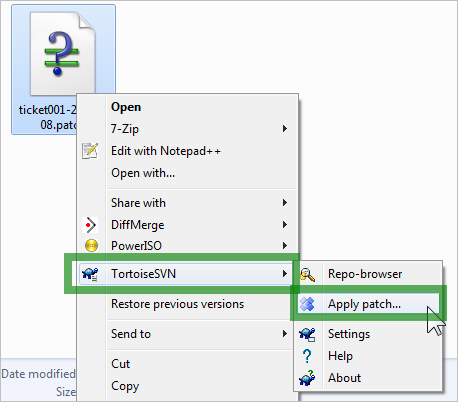 ticket001-2
08.patc
Open
7-Zip
Edit with Notepad++
Open with...
Share with
DiffMerge
PowerISO
TortoiseSVN
Restore previous versions
Send to
Cut
Copy
Repo-browser
Apply patch...
Settings
Help
About
Date modified
Size